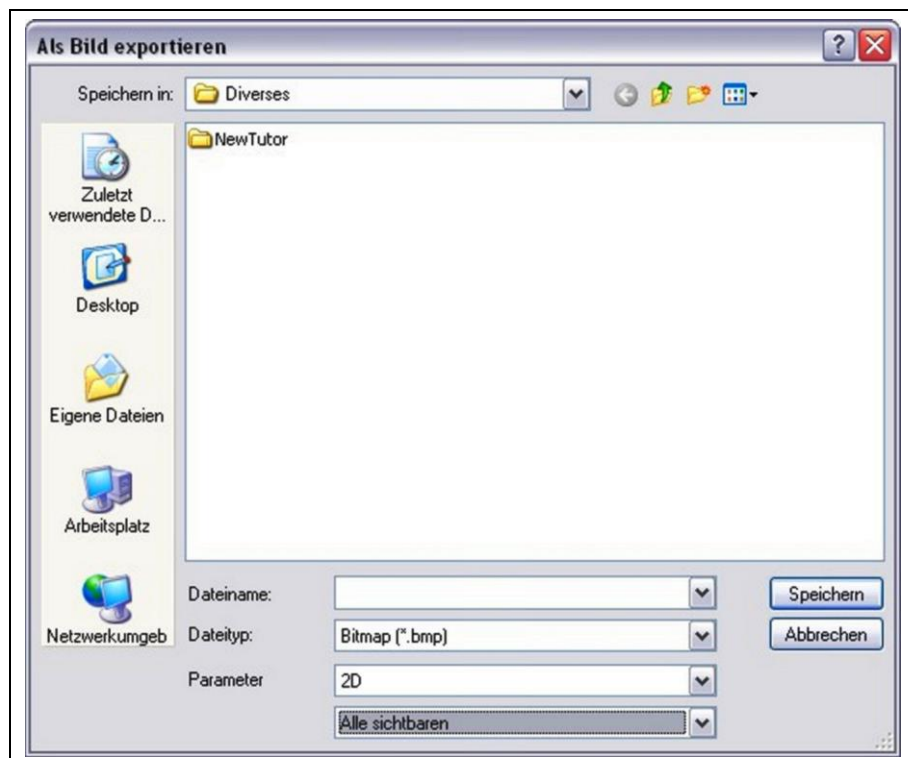 Als Bild exportieren
Speichern in: Diverses
NewTutor
Zuletzt
verwendete D...
Desktop
Eigene Dateien
Arbeitsplatz
Netzwerkumgeb
Dateiname:
Speichern
Dateityp: Bitmap (*.bmp)
Abbrechen
Parameter 2D
Alle sichtbaren